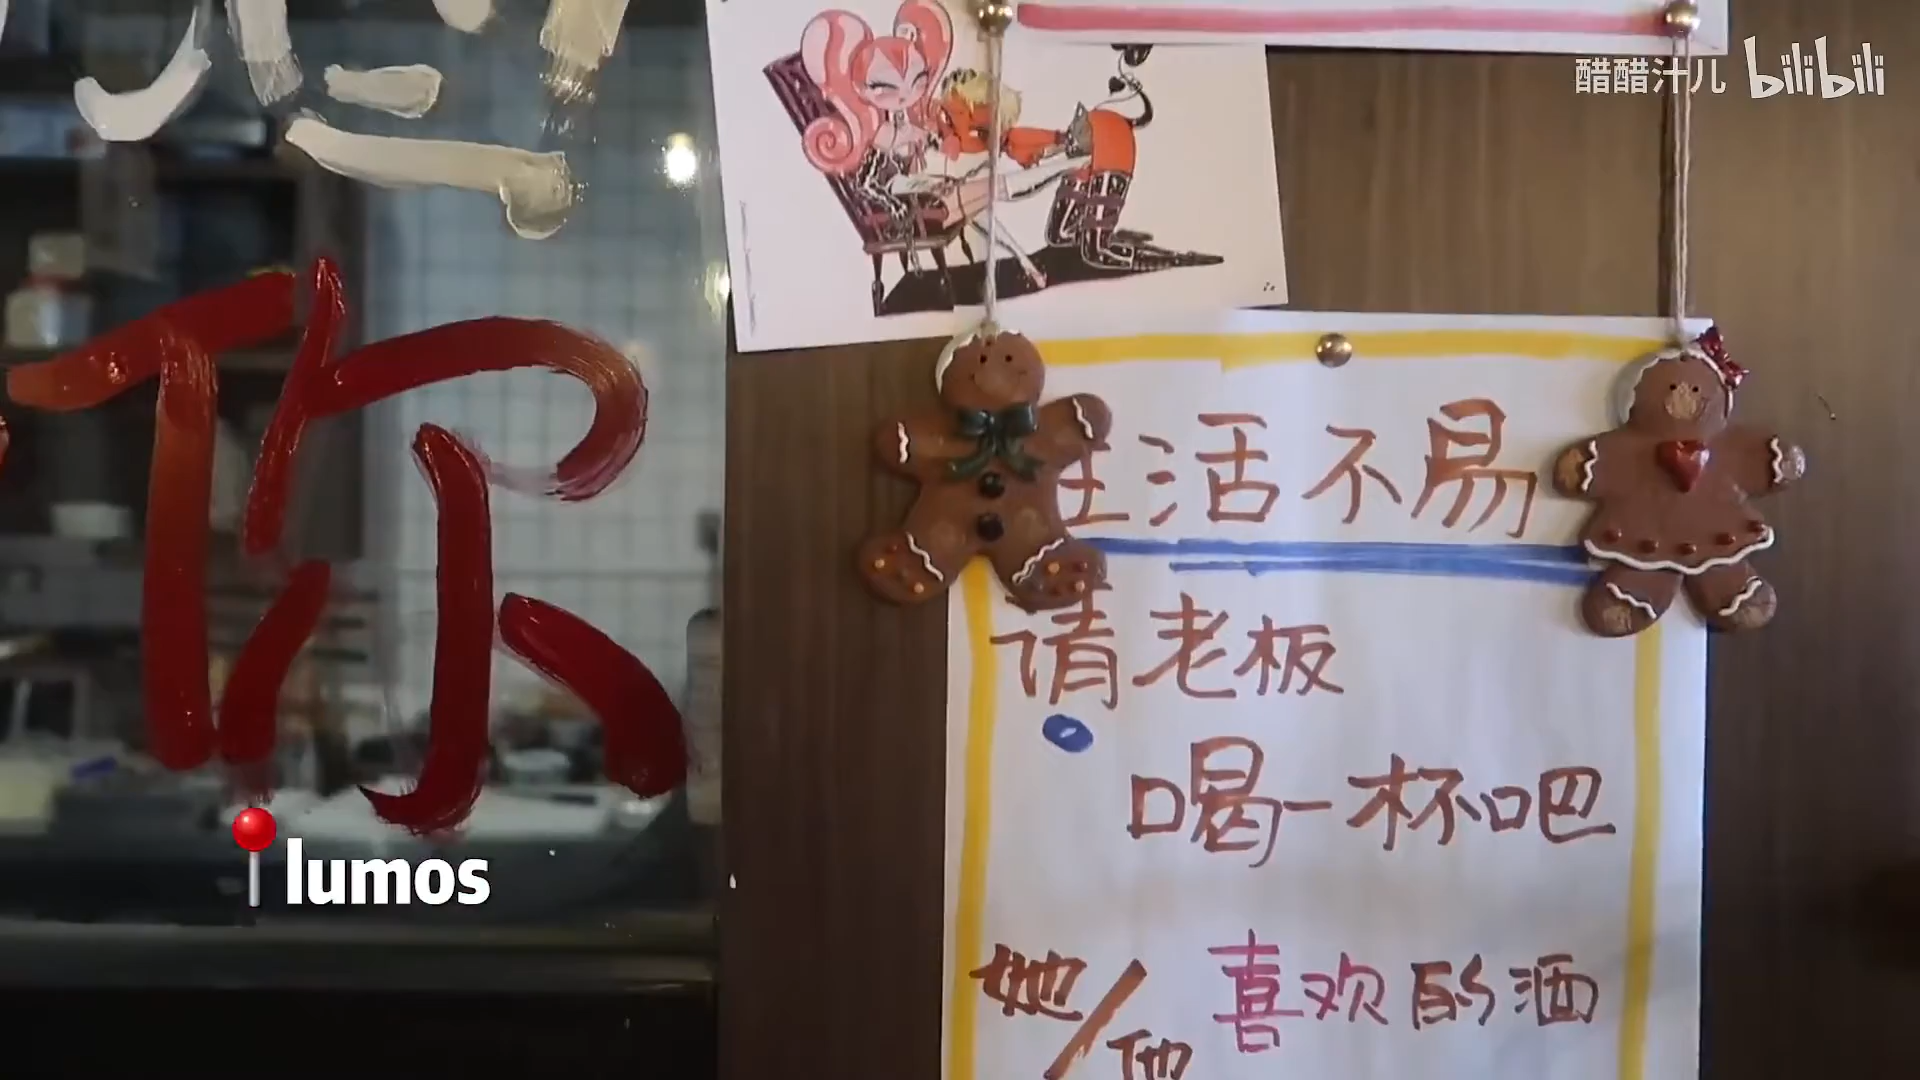 醋醋汁儿 bilibili
你
生活不易
请老板
喝一杯吧
她/他
喜欢的酒
lumos